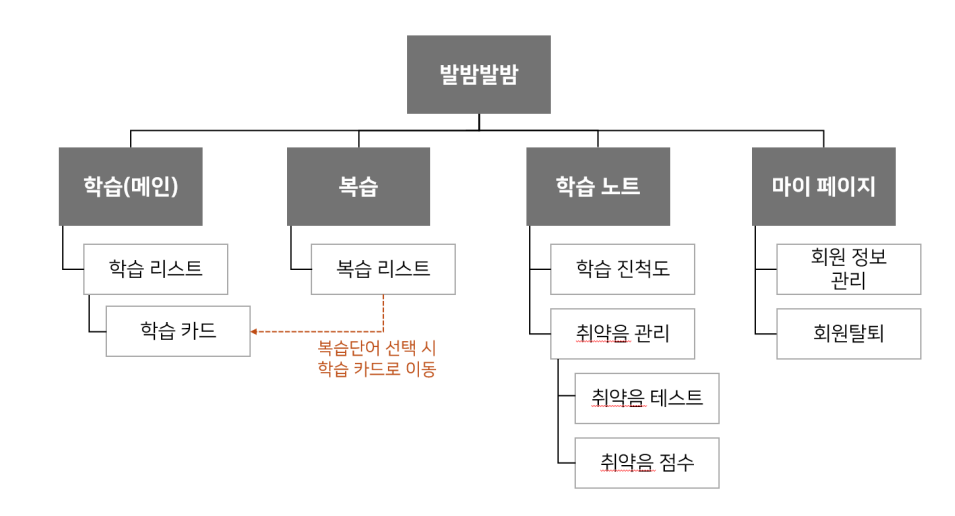 발밤발밤
학습(메인)
복습
학습 노트
마이 페이지
학습 리스트
학습 카드
복습 리스트
복습단어 선택 시
학습 카드로 이동
학습 진척도
취약음 관리
취약음 테스트
취약음 점수
회원 정보
관리
회원탈퇴